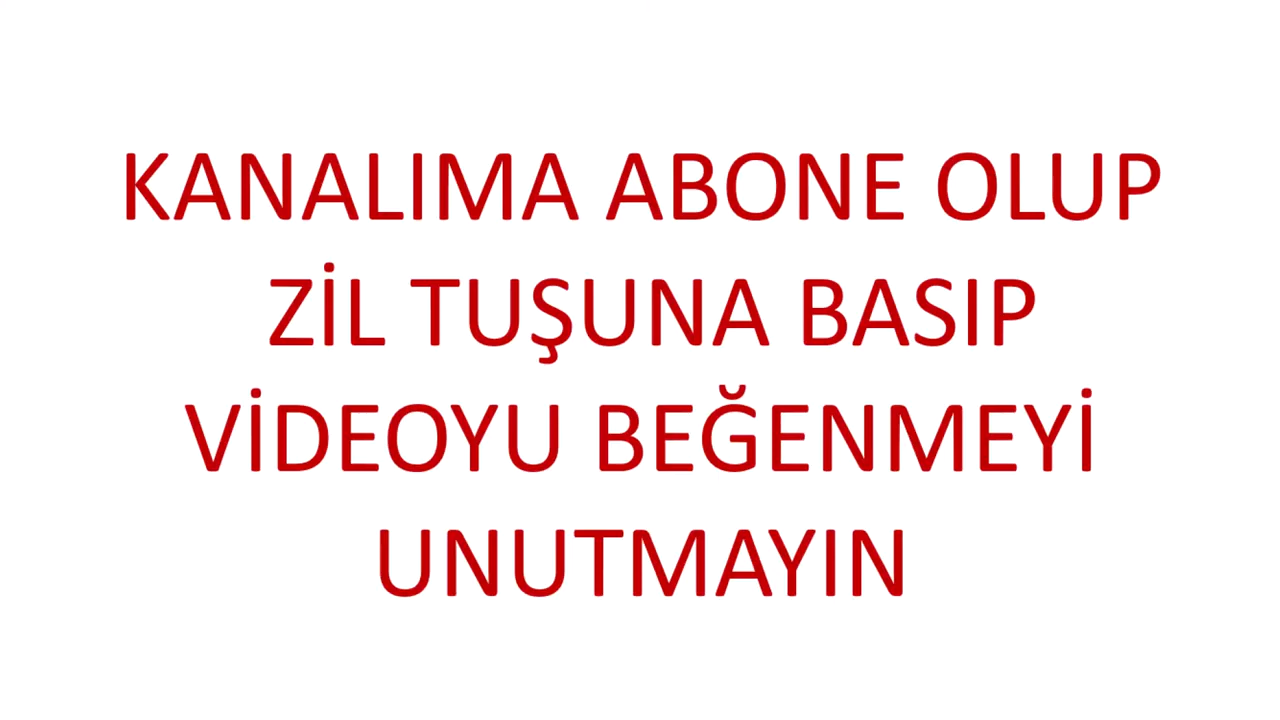 KANALIMA ABONE OLUP
ZİL TUŞUNA BASIP
VİDEOYU BEĞENMEYİ
UNUTMAYIN